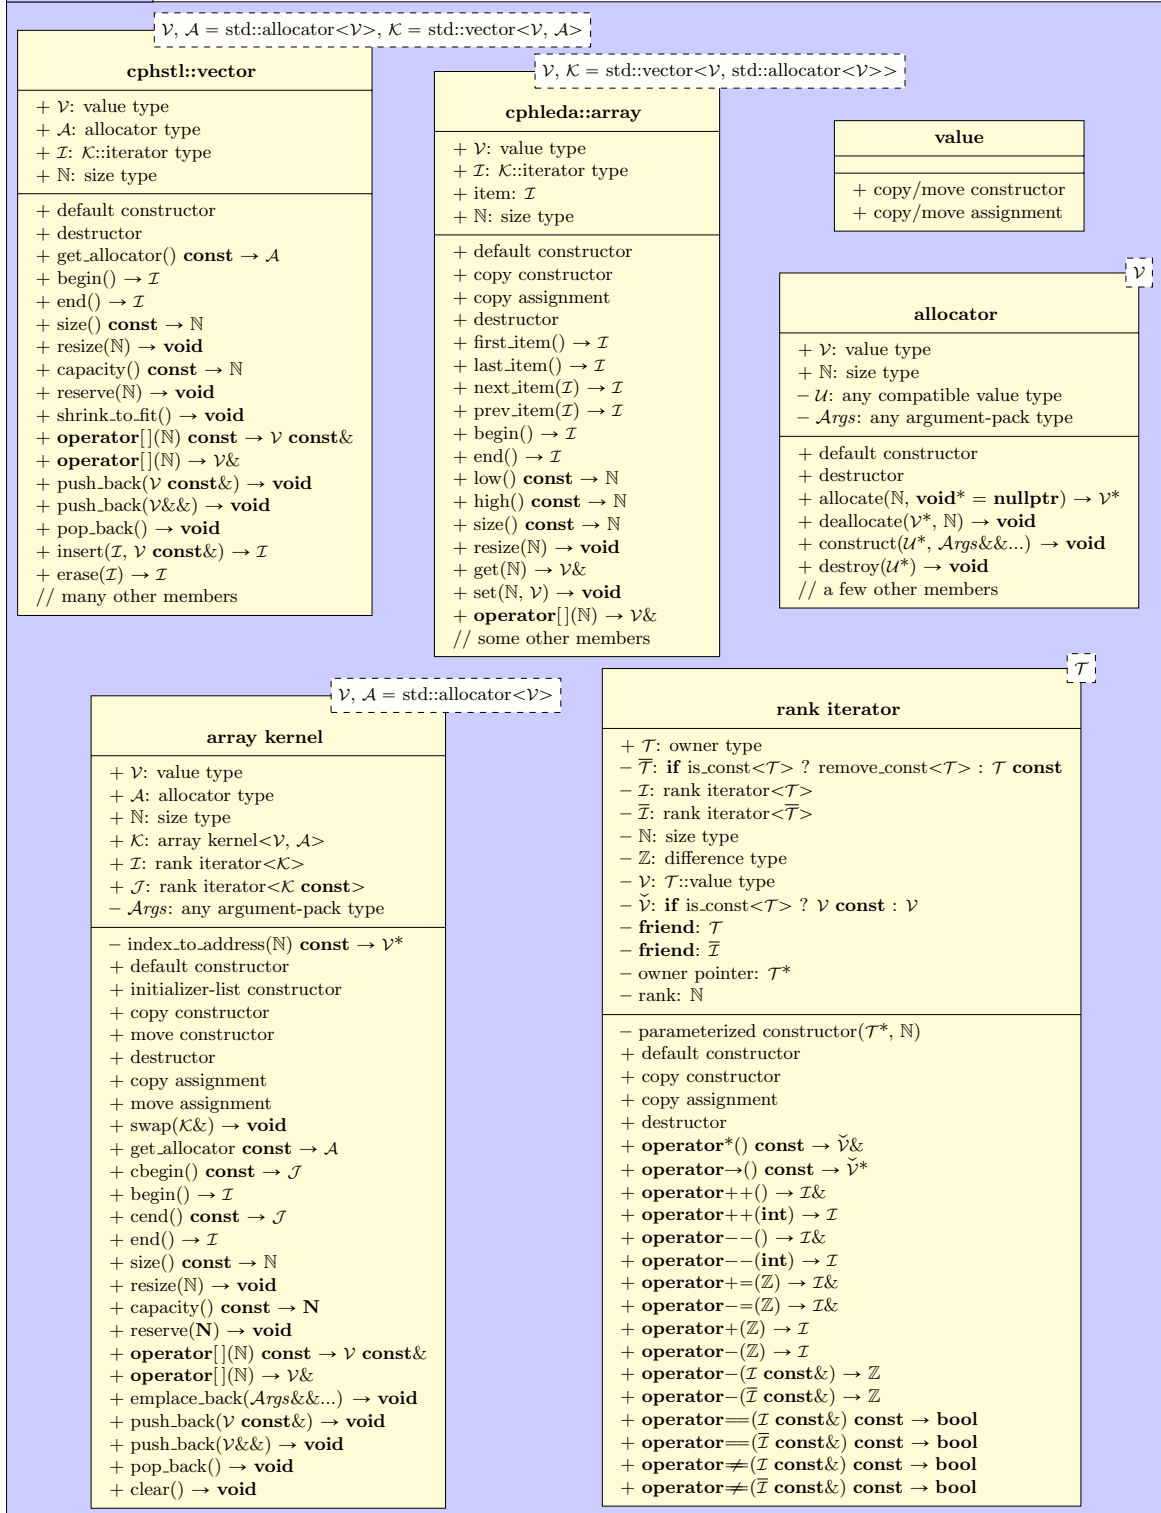 𝒱, 𝒜 = std::allocator<𝒱>, 𝒦 = std::vector<𝒱, 𝒜>
cphstl::vector
+ 𝒱: value type
+ 𝒜: allocator type
+ ℐ: 𝒦::iterator type
+ ℕ: size type
+ default constructor
+ destructor
+ get_allocator() const → 𝒜
+ begin() → ℐ
+ end() → ℐ
+ size() const → ℕ
+ resize(ℕ) → void
+ capacity() const → ℕ
+ reserve(ℕ) → void
+ shrink_to_fit() → void
+ operator[ ](ℕ) const → 𝒱 const&
+ operator[ ](ℕ) → 𝒱&
+ push_back(𝒱 const&) → void
+ push_back(𝒱&&) → void
+ pop_back() → void
+ insert(ℐ, 𝒱 const&) → ℐ
+ erase(ℐ) → ℐ
// many other members
𝒱, 𝒦 = std::vector<𝒱, std::allocator<𝒱>>
cphleda::array
+ 𝒱: value type
+ ℐ: 𝒦::iterator type
+ item: ℐ
+ ℕ: size type
+ default constructor
+ copy constructor
+ copy assignment
+ destructor
+ first_item() → ℐ
+ last_item() → ℐ
+ next_item(ℐ) → ℐ
+ prev_item(ℐ) → ℐ
+ begin() → ℐ
+ end() → ℐ
+ low() const → ℕ
+ high() const → ℕ
+ size() const → ℕ
+ resize(ℕ) → void
+ get(ℕ) → 𝒱&
+ set(ℕ, 𝒱) → void
+ operator[ ](ℕ) → 𝒱&
// some other members
value
+ copy/move constructor
+ copy/move assignment
𝒱
allocator
+ 𝒱: value type
+ ℕ: size type
− 𝒰: any compatible value type
− 𝒜rgs: any argument-pack type
+ default constructor
+ destructor
+ allocate(ℕ, void* = nullptr) → 𝒱*
+ deallocate(𝒱*, ℕ) → void
+ construct(𝒰*, 𝒜rgs&&...) → void
+ destroy(𝒰*) → void
// a few other members
𝒱, 𝒜 = std::allocator<𝒱>
array kernel
+ 𝒱: value type
+ 𝒜: allocator type
+ ℕ: size type
+ 𝒦: array kernel<𝒱, 𝒜>
+ ℐ: rank iterator<𝒦>
+ 𝒥: rank iterator<𝒦 const>
− 𝒜rgs: any argument-pack type
− index_to_address(ℕ) const → 𝒱*
+ default constructor
+ initializer-list constructor
+ copy constructor
+ move constructor
+ destructor
+ copy assignment
+ move assignment
+ swap(𝒦&) → void
+ get_allocator const → 𝒜
+ cbegin() const → 𝒥
+ begin() → ℐ
+ cend() const → 𝒥
+ end() → ℐ
+ size() const → ℕ
+ resize(ℕ) → void
+ capacity() const → N
+ reserve(N) → void
+ operator[ ](ℕ) const → 𝒱 const&
+ operator[ ](ℕ) → 𝒱&
+ emplace_back(𝒜rgs&&...) → void
+ push_back(𝒱 const&) → void
+ push_back(𝒱&&) → void
+ pop_back() → void
+ clear() → void
𝒯
rank iterator
+ 𝒯: owner type
− 𝒯̅: if is_const<𝒯> ? remove_const<𝒯> : 𝒯 const
− ℐ: rank iterator<𝒯>
− ℐ̅: rank iterator<𝒯̅>
− ℕ: size type
− ℤ: difference type
− 𝒱: 𝒯::value type
− 𝒱̌: if is_const<𝒯> ? 𝒱 const : 𝒱
− friend: 𝒯
− friend: ℐ̅
− owner pointer: 𝒯*
− rank: ℕ
− parameterized constructor(𝒯*, ℕ)
+ default constructor
+ copy constructor
+ copy assignment
+ destructor
+ operator*() const → 𝒱̌&
+ operator→() const → 𝒱̌*
+ operator++() → ℐ&
+ operator++(int) → ℐ
+ operator−−() → ℐ&
+ operator−−(int) → ℐ
+ operator+=(ℤ) → ℐ&
+ operator−=(ℤ) → ℐ&
+ operator+(ℤ) → ℐ
+ operator−(ℤ) → ℐ
+ operator−(ℐ const&) → ℤ
+ operator−(ℐ̅ const&) → ℤ
+ operator==(ℐ const&) const → bool
+ operator==(ℐ̅ const&) const → bool
+ operator≠(ℐ const&) const → bool
+ operator≠(ℐ̅ const&) const → bool